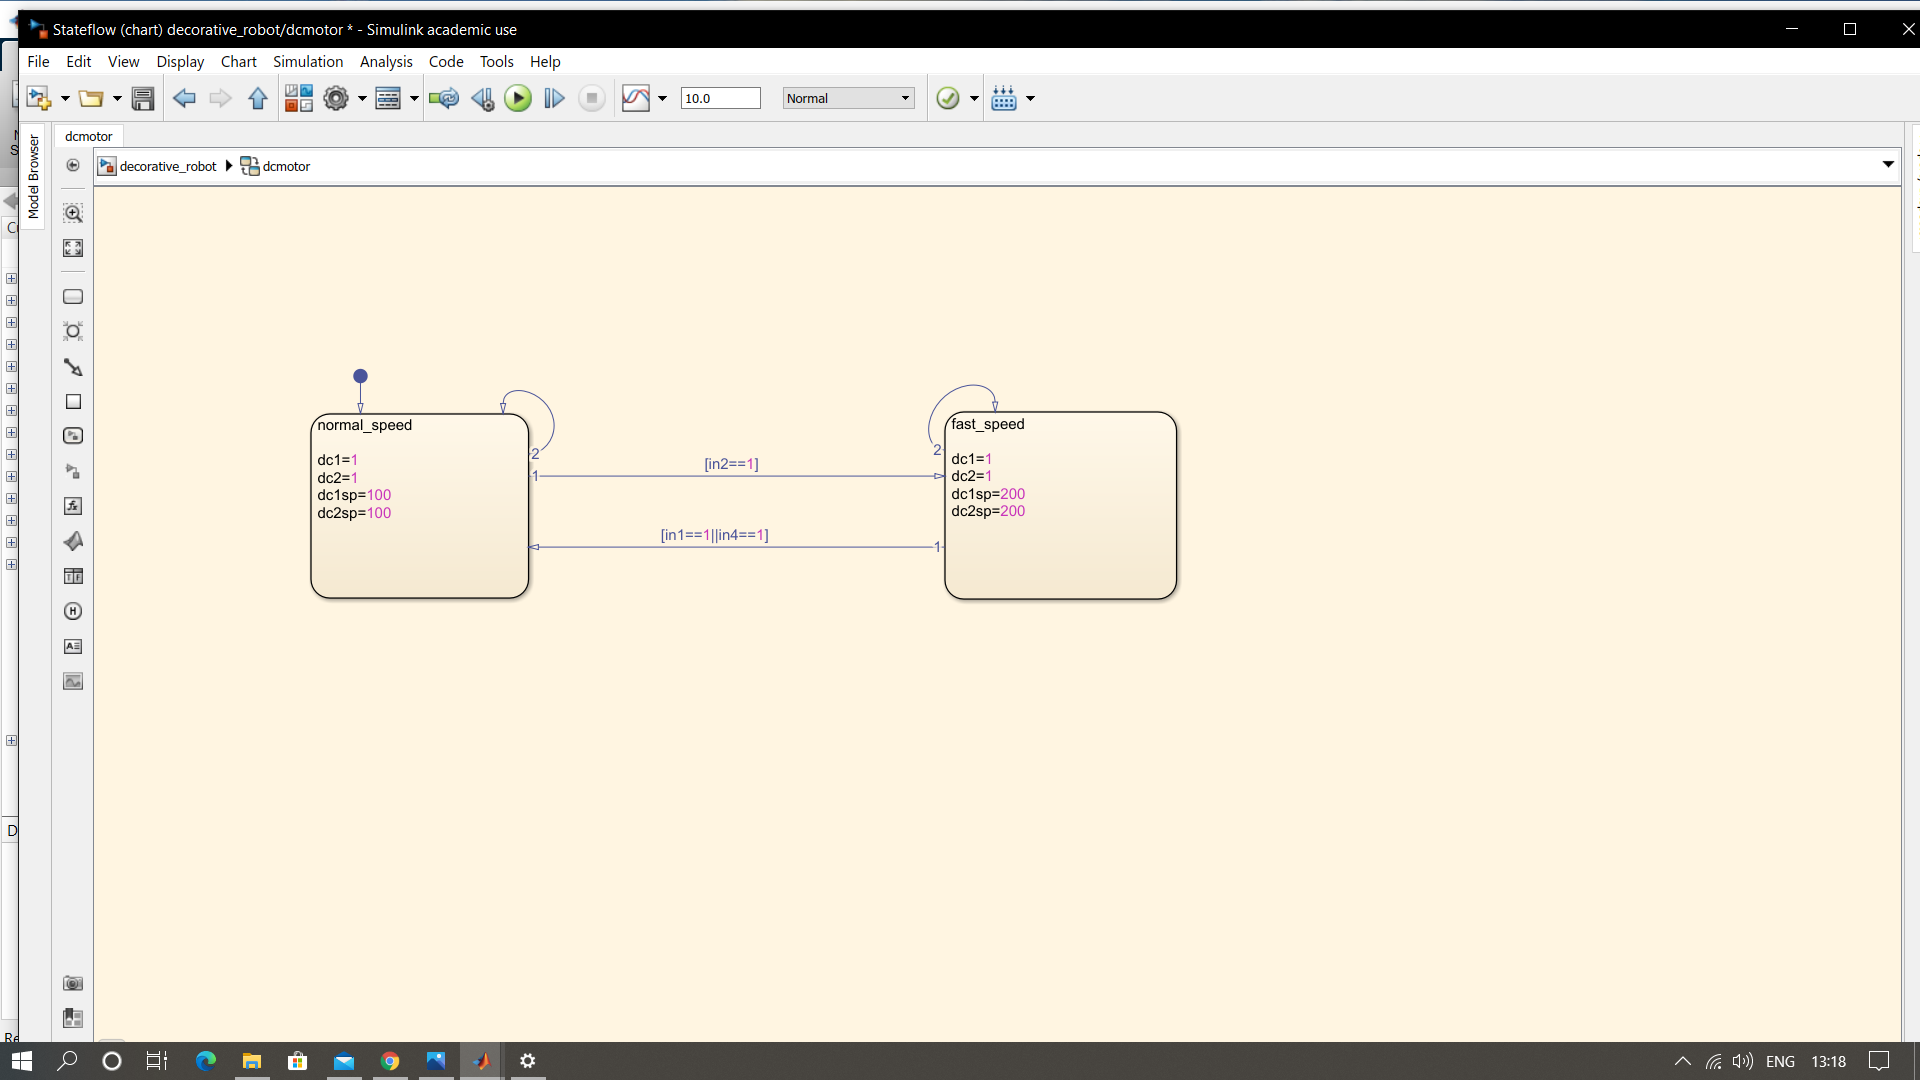 Stateflow (chart) decorative_robot/dcmotor * - Simulink academic use
File Edit View Display Chart Simulation Analysis Code Tools Help
10.0
Normal
Model Browser
dcmotor
decorative_robot
dcmotor
normal_speed
dc1=1
dc2=1
dc1sp=100
dc2sp=100
2
1
[in2==1]
[in1==1||in4==1]
2
1
fast_speed
dc1=1
dc2=1
dc1sp=200
dc2sp=200
ENG
13:18